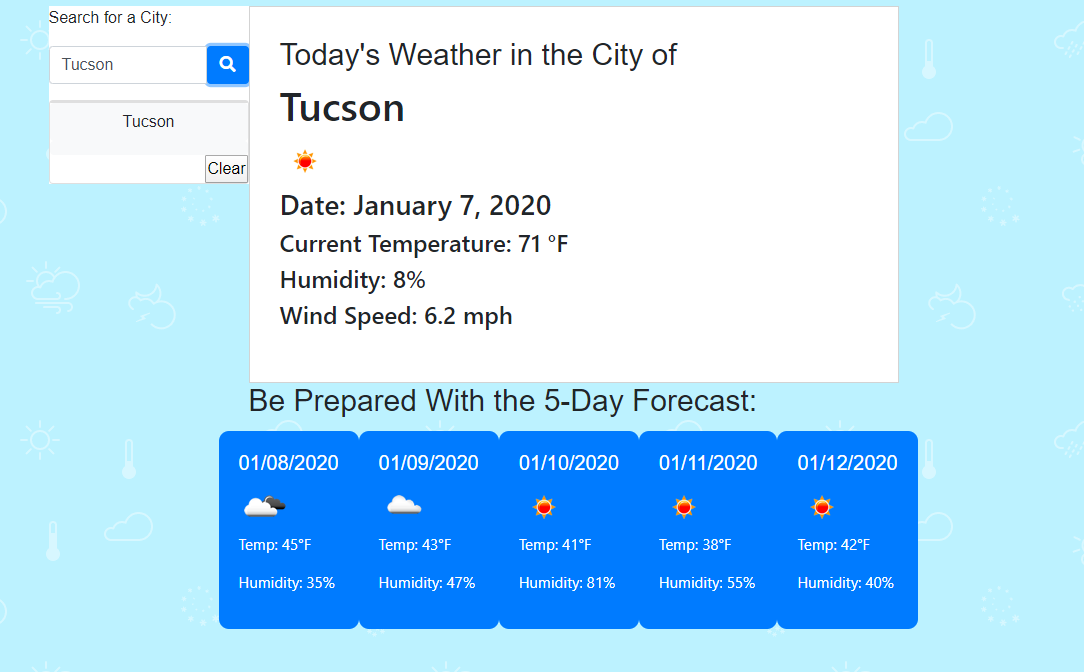 Search for a City:
Tucson
Tucson
Clear
Today's Weather in the City of
Tucson
Date: January 7, 2020
Current Temperature: 71 °F
Humidity: 8%
Wind Speed: 6.2 mph
Be Prepared With the 5-Day Forecast:
01/08/2020
Temp: 45°F
Humidity: 35%
01/09/2020
Temp: 43°F
Humidity: 47%
01/10/2020
Temp: 41°F
Humidity: 81%
01/11/2020
Temp: 38°F
Humidity: 55%
01/12/2020
Temp: 42°F
Humidity: 40%